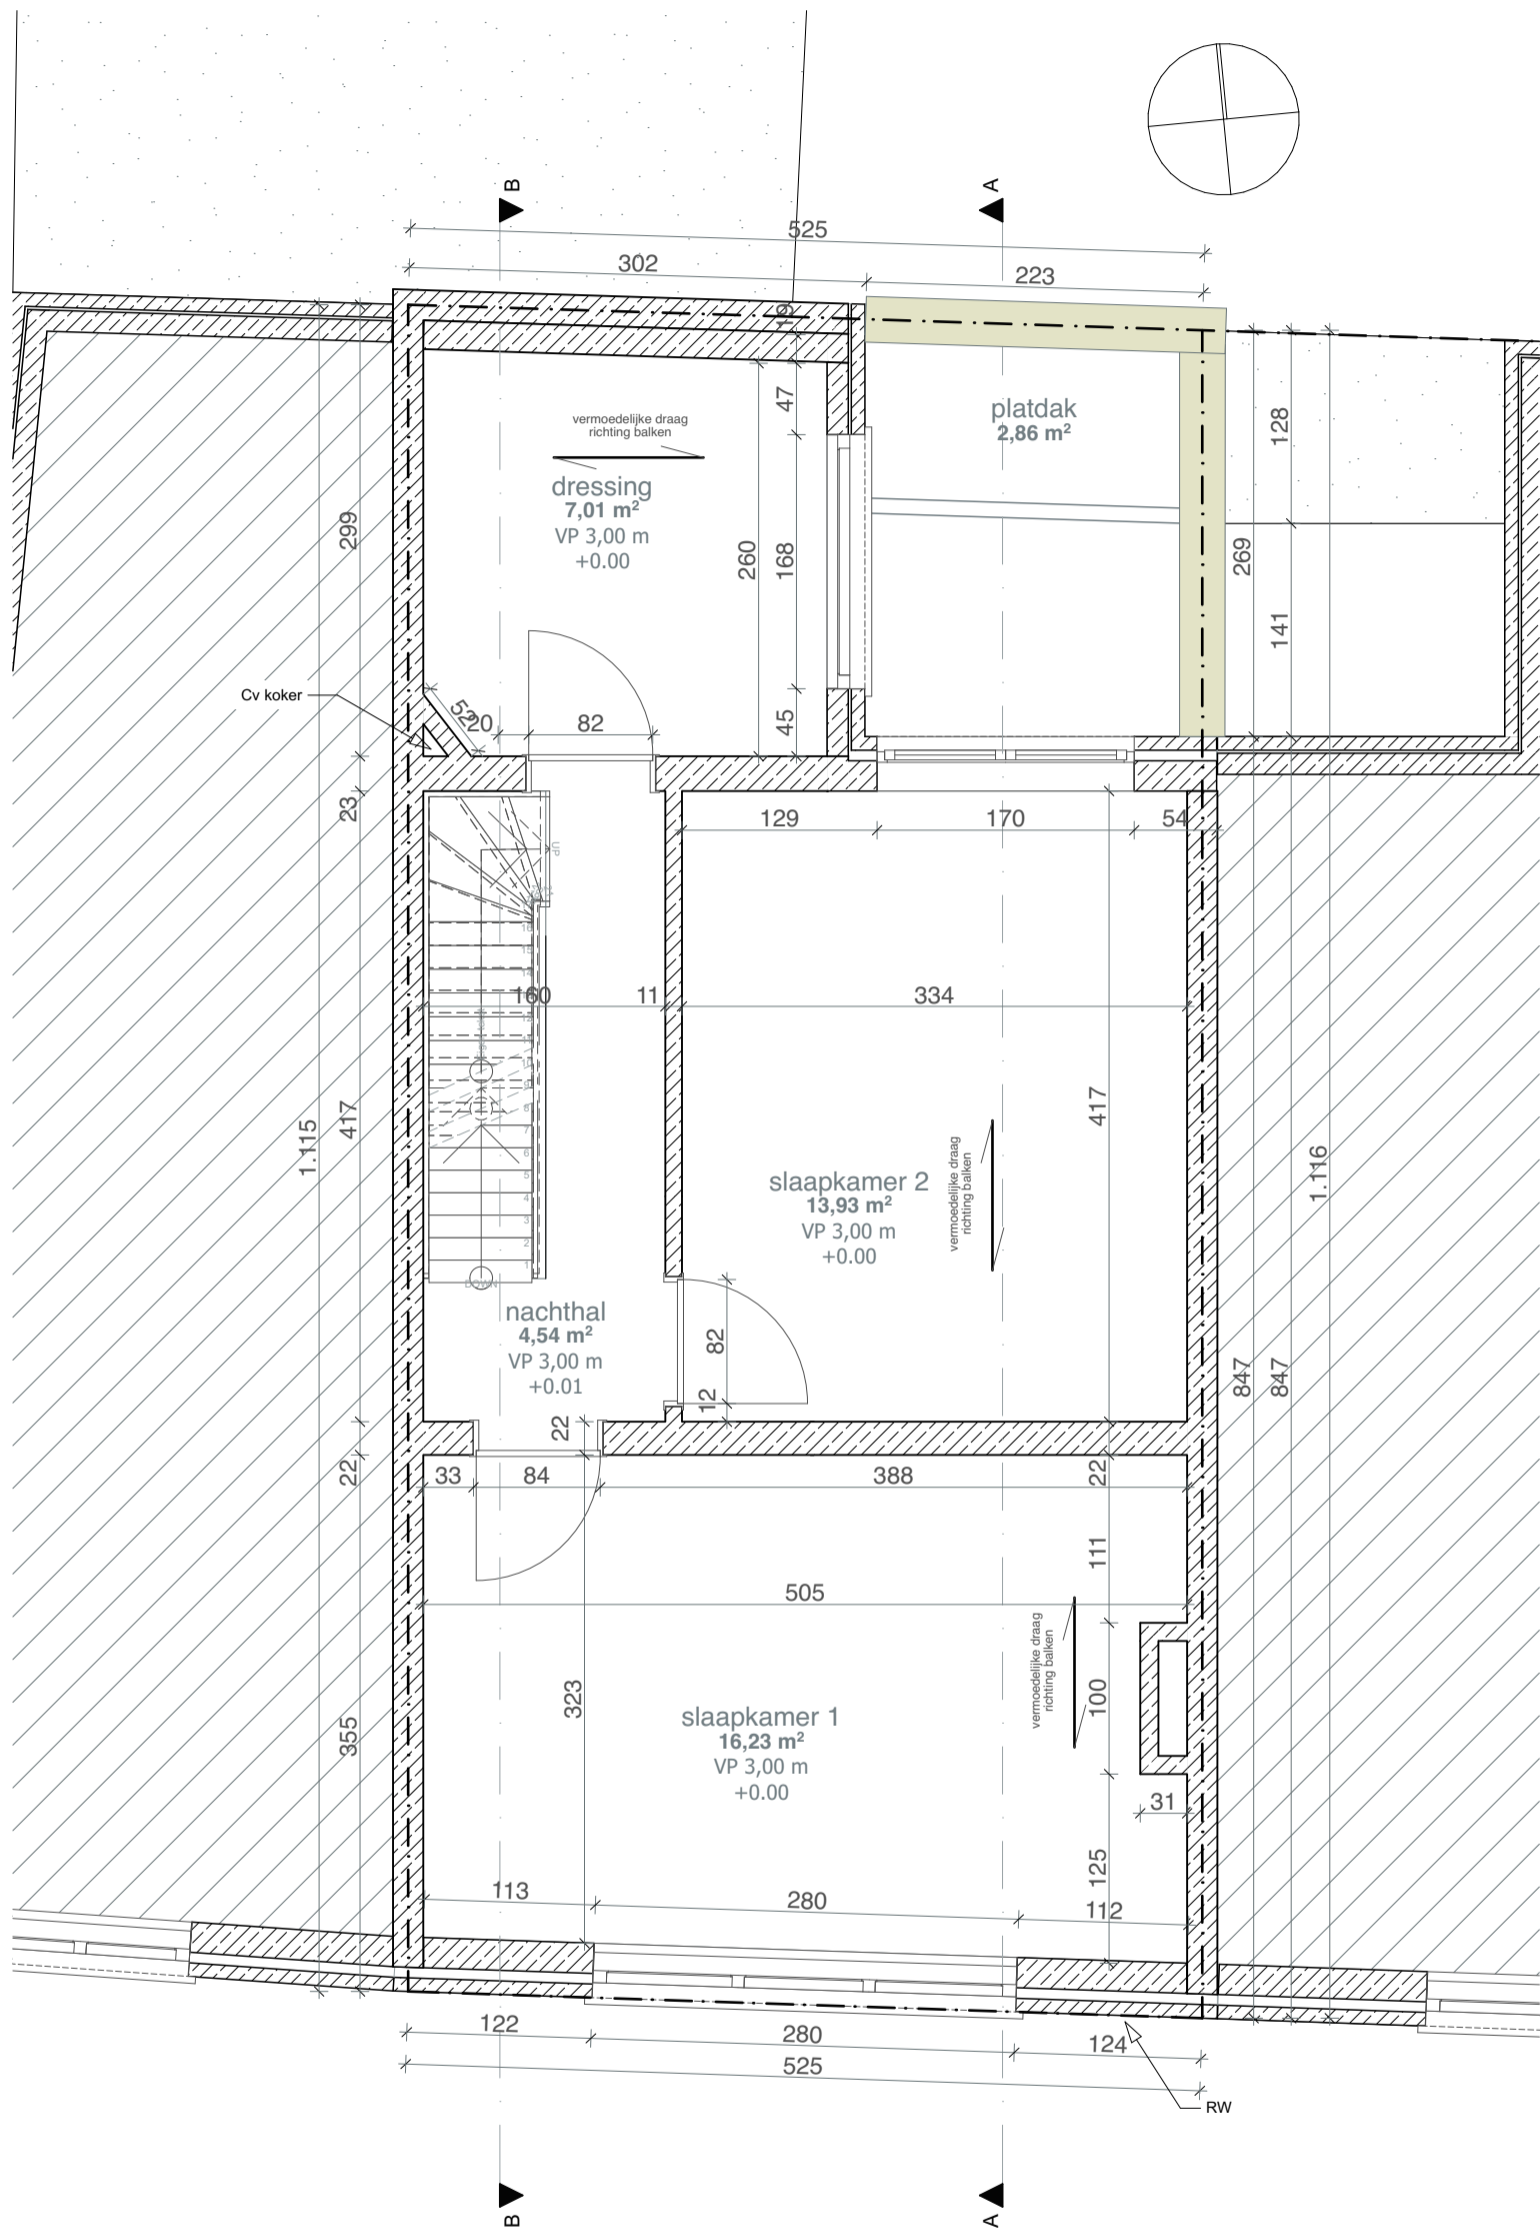 B
A
525
302
223
19
47
vermoedelijke draag
richting balken
platdak
2,86 m²
128
dressing
7,01 m²
VP 3,00 m
+0.00
299
260
168
269
141
Cv koker
52
20
82
45
23
129
170
54
UP
160
11
334
417
417
1.115
1.116
slaapkamer 2
13,93 m²
VP 3,00 m
+0.00
vermoedelijke draag
richting balken
DOWN
nachthal
4,54 m²
VP 3,00 m
+0.01
82
12
847
847
22
22
33
84
388
22
111
505
vermoedelijke draag
richting balken
323
100
slaapkamer 1
16,23 m²
VP 3,00 m
+0.00
355
31
125
113
280
112
122
280
124
525
RW
B
A